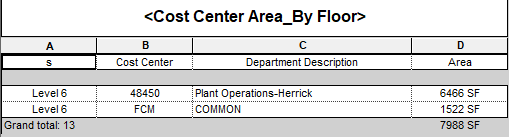 <Cost Center Area_By Floor>
A B C D
s Cost Center Department Description Area
Level 6 48450 Plant Operations-Herrick 6466 SF
Level 6 FCM COMMON 1522 SF
Grand total: 13 7988 SF